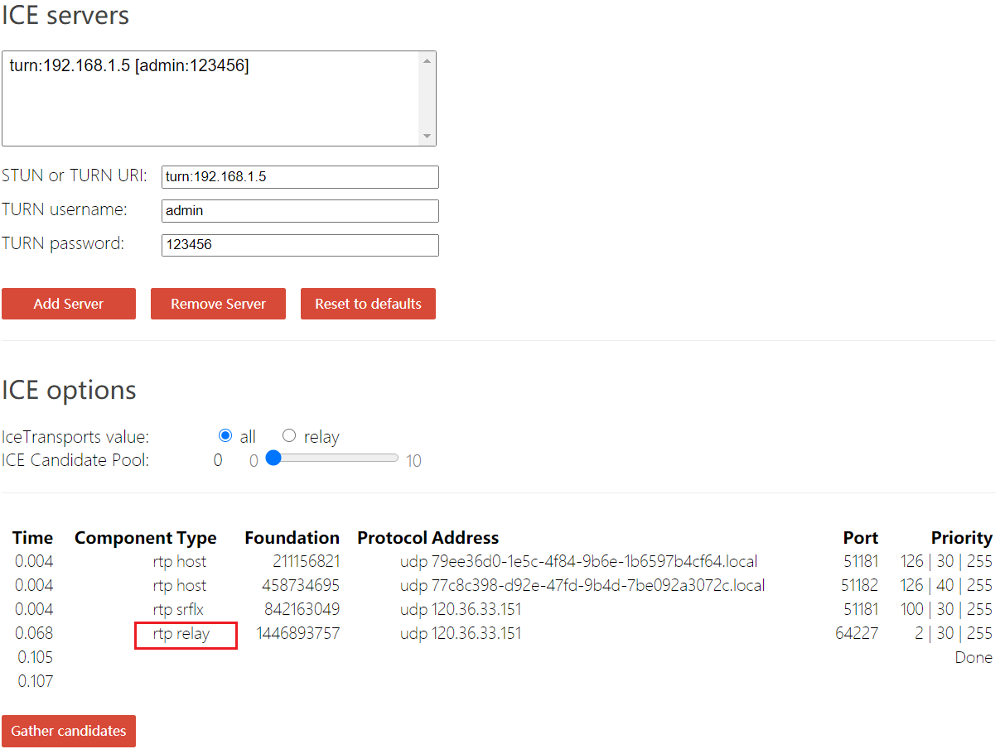 ICE servers
turn:192.168.1.5 [admin:123456]
STUN or TURN URI: turn:192.168.1.5
TURN username: admin
TURN password: 123456
Add Server Remove Server Reset to defaults
ICE options
IceTransports value: all relay
ICE Candidate Pool: 0 0 10
Time Component Type Foundation Protocol Address Port Priority
0.004 rtp host 211156821 udp 79ee36d0-1e5c-4f84-9b6e-1b6597b4cf64.local 51181 126 | 30 | 255
0.004 rtp host 458734695 udp 77c8c398-d92e-47fd-9b4d-7be092a3072c.local 51182 126 | 40 | 255
0.004 rtp srflx 842163049 udp 120.36.33.151 51181 100 | 30 | 255
0.068 rtp relay 1446893757 udp 120.36.33.151 64227 2 | 30 | 255
0.105 Done
0.107
Gather candidates